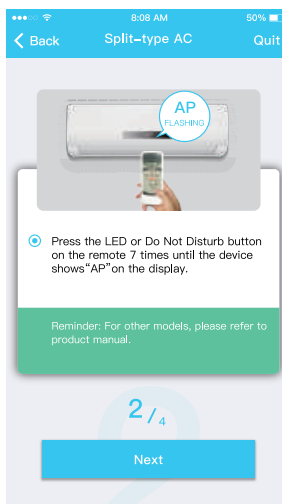 8:08 AM
50%
Back
Split-type AC
Quit
AP
FLASHING
Press the LED or Do Not Disturb button
on the remote 7 times until the device
shows“AP”on the display.
Reminder: For other models, please refer to
product manual.
2/4
Next